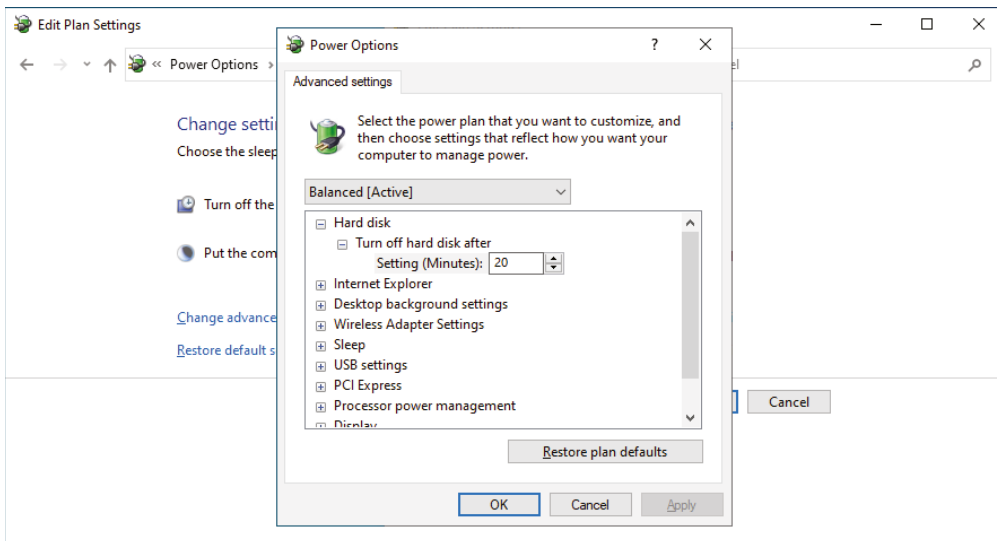 Edit Plan Settings
Power Options
Change setti
Choose the sleep
Turn off the
Put the com
Change advance
Restore default s
Cancel
Power Options
Advanced settings
Select the power plan that you want to customize, and
then choose settings that reflect how you want your
computer to manage power.
Balanced [Active]
Hard disk
Turn off hard disk after
Setting (Minutes): 20
Internet Explorer
Desktop background settings
Wireless Adapter Settings
Sleep
USB settings
PCI Express
Processor power management
Display
Restore plan defaults
OK Cancel Apply